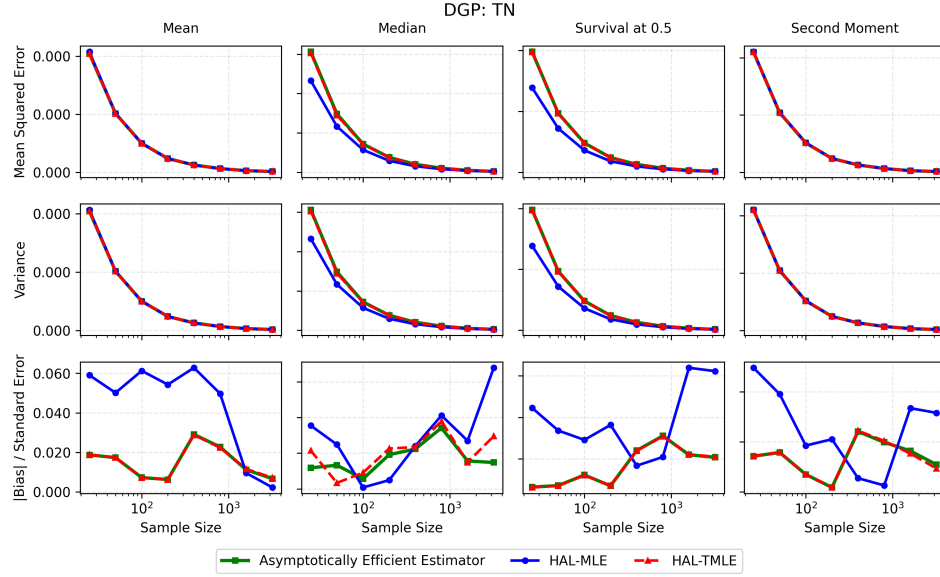 DGP: TN
Mean
Median
Survival at 0.5
Second Moment
Mean Squared Error
0.000
0.000
0.000
Variance
0.000
0.000
0.000
|Bias| / Standard Error
0.060
0.040
0.020
0.000
10² 10³
10² 10³
10² 10³
10² 10³
Sample Size
Sample Size
Sample Size
Sample Size
Asymptotically Efficient Estimator
HAL-MLE
HAL-TMLE